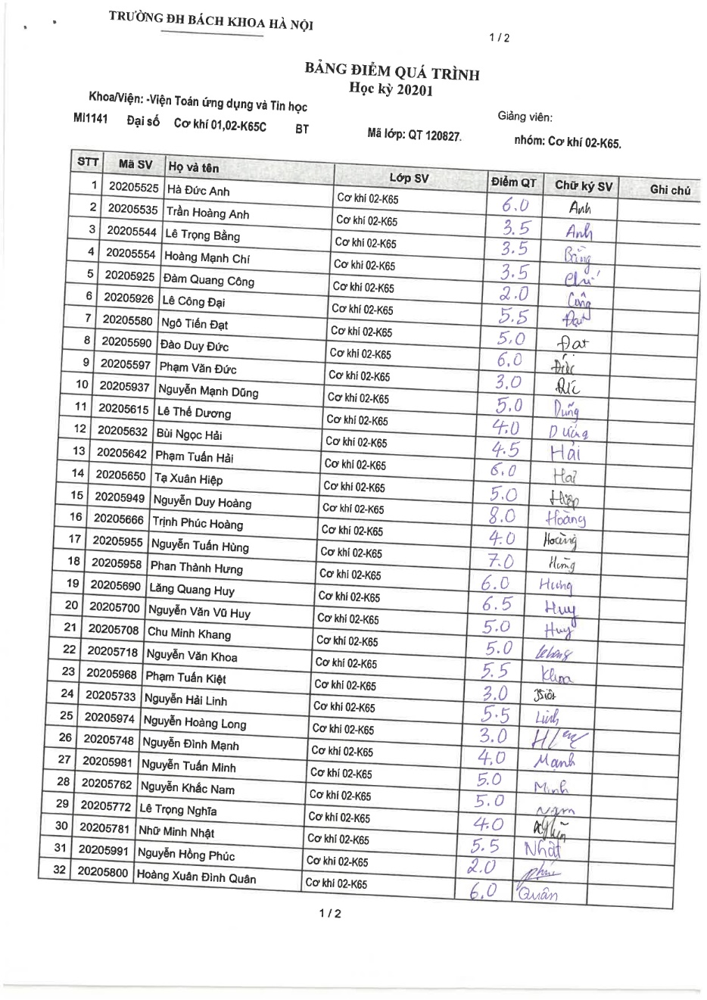 TRƯỜNG ĐH BÁCH KHOA HÀ NỘI
1 / 2
BẢNG ĐIỂM QUÁ TRÌNH
Học kỳ 20201
Khoa/Viện: -Viện Toán ứng dụng và Tin học
Giảng viên:
MI1141 Đại số Cơ khí 01,02-K65C BT Mã lớp: QT 120827. nhóm: Cơ khí 02-K65.
STT Mã SV Họ và tên Lớp SV Điểm QT Chữ ký SV Ghi chú
1 20205525 Hà Đức Anh Cơ khí 02-K65 6.0 Anh
2 20205535 Trần Hoàng Anh Cơ khí 02-K65 3.5 Anh
3 20205544 Lê Trọng Bằng Cơ khí 02-K65 3.5 Bằng
4 20205554 Hoàng Mạnh Chí Cơ khí 02-K65 3.5 Chí
5 20205925 Đàm Quang Công Cơ khí 02-K65 2.0 Công
6 20205926 Lê Công Đại Cơ khí 02-K65 5.5 Đại
7 20205580 Ngô Tiến Đạt Cơ khí 02-K65 5.0 Đạt
8 20205590 Đào Duy Đức Cơ khí 02-K65 6.0 Đức
9 20205597 Phạm Văn Đức Cơ khí 02-K65 3.0 Đức
10 20205937 Nguyễn Mạnh Dũng Cơ khí 02-K65 5.0 Dũng
11 20205615 Lê Thế Dương Cơ khí 02-K65 4.0 Dương
12 20205632 Bùi Ngọc Hải Cơ khí 02-K65 4.5 Hải
13 20205642 Phạm Tuấn Hải Cơ khí 02-K65 6.0 Hải
14 20205650 Tạ Xuân Hiệp Cơ khí 02-K65 5.0 Hiệp
15 20205949 Nguyễn Duy Hoàng Cơ khí 02-K65 8.0 Hoàng
16 20205666 Trịnh Phúc Hoàng Cơ khí 02-K65 4.0 Hoàng
17 20205955 Nguyễn Tuấn Hùng Cơ khí 02-K65 7.0 Hùng
18 20205958 Phan Thành Hưng Cơ khí 02-K65 6.0 Hưng
19 20205690 Lăng Quang Huy Cơ khí 02-K65 6.5 Huy
20 20205700 Nguyễn Văn Vũ Huy Cơ khí 02-K65 5.0 Huy
21 20205708 Chu Minh Khang Cơ khí 02-K65 5.0 khang
22 20205718 Nguyễn Văn Khoa Cơ khí 02-K65 5.5 Khoa
23 20205968 Phạm Tuấn Kiệt Cơ khí 02-K65 3.0 Kiệt
24 20205733 Nguyễn Hải Linh Cơ khí 02-K65 5.5 Linh
25 20205974 Nguyễn Hoàng Long Cơ khí 02-K65 3.0
26 20205748 Nguyễn Đình Mạnh Cơ khí 02-K65 4.0 Mạnh
27 20205981 Nguyễn Tuấn Minh Cơ khí 02-K65 5.0 Minh
28 20205762 Nguyễn Khắc Nam Cơ khí 02-K65 5.0 Nam
29 20205772 Lê Trọng Nghĩa Cơ khí 02-K65 4.0 Nghĩa
30 20205781 Nhữ Minh Nhật Cơ khí 02-K65 5.5 Nhật
31 20205991 Nguyễn Hồng Phúc Cơ khí 02-K65 2.0 phúc
32 20205800 Hoàng Xuân Đình Quân Cơ khí 02-K65 6.0 Quân
1 / 2